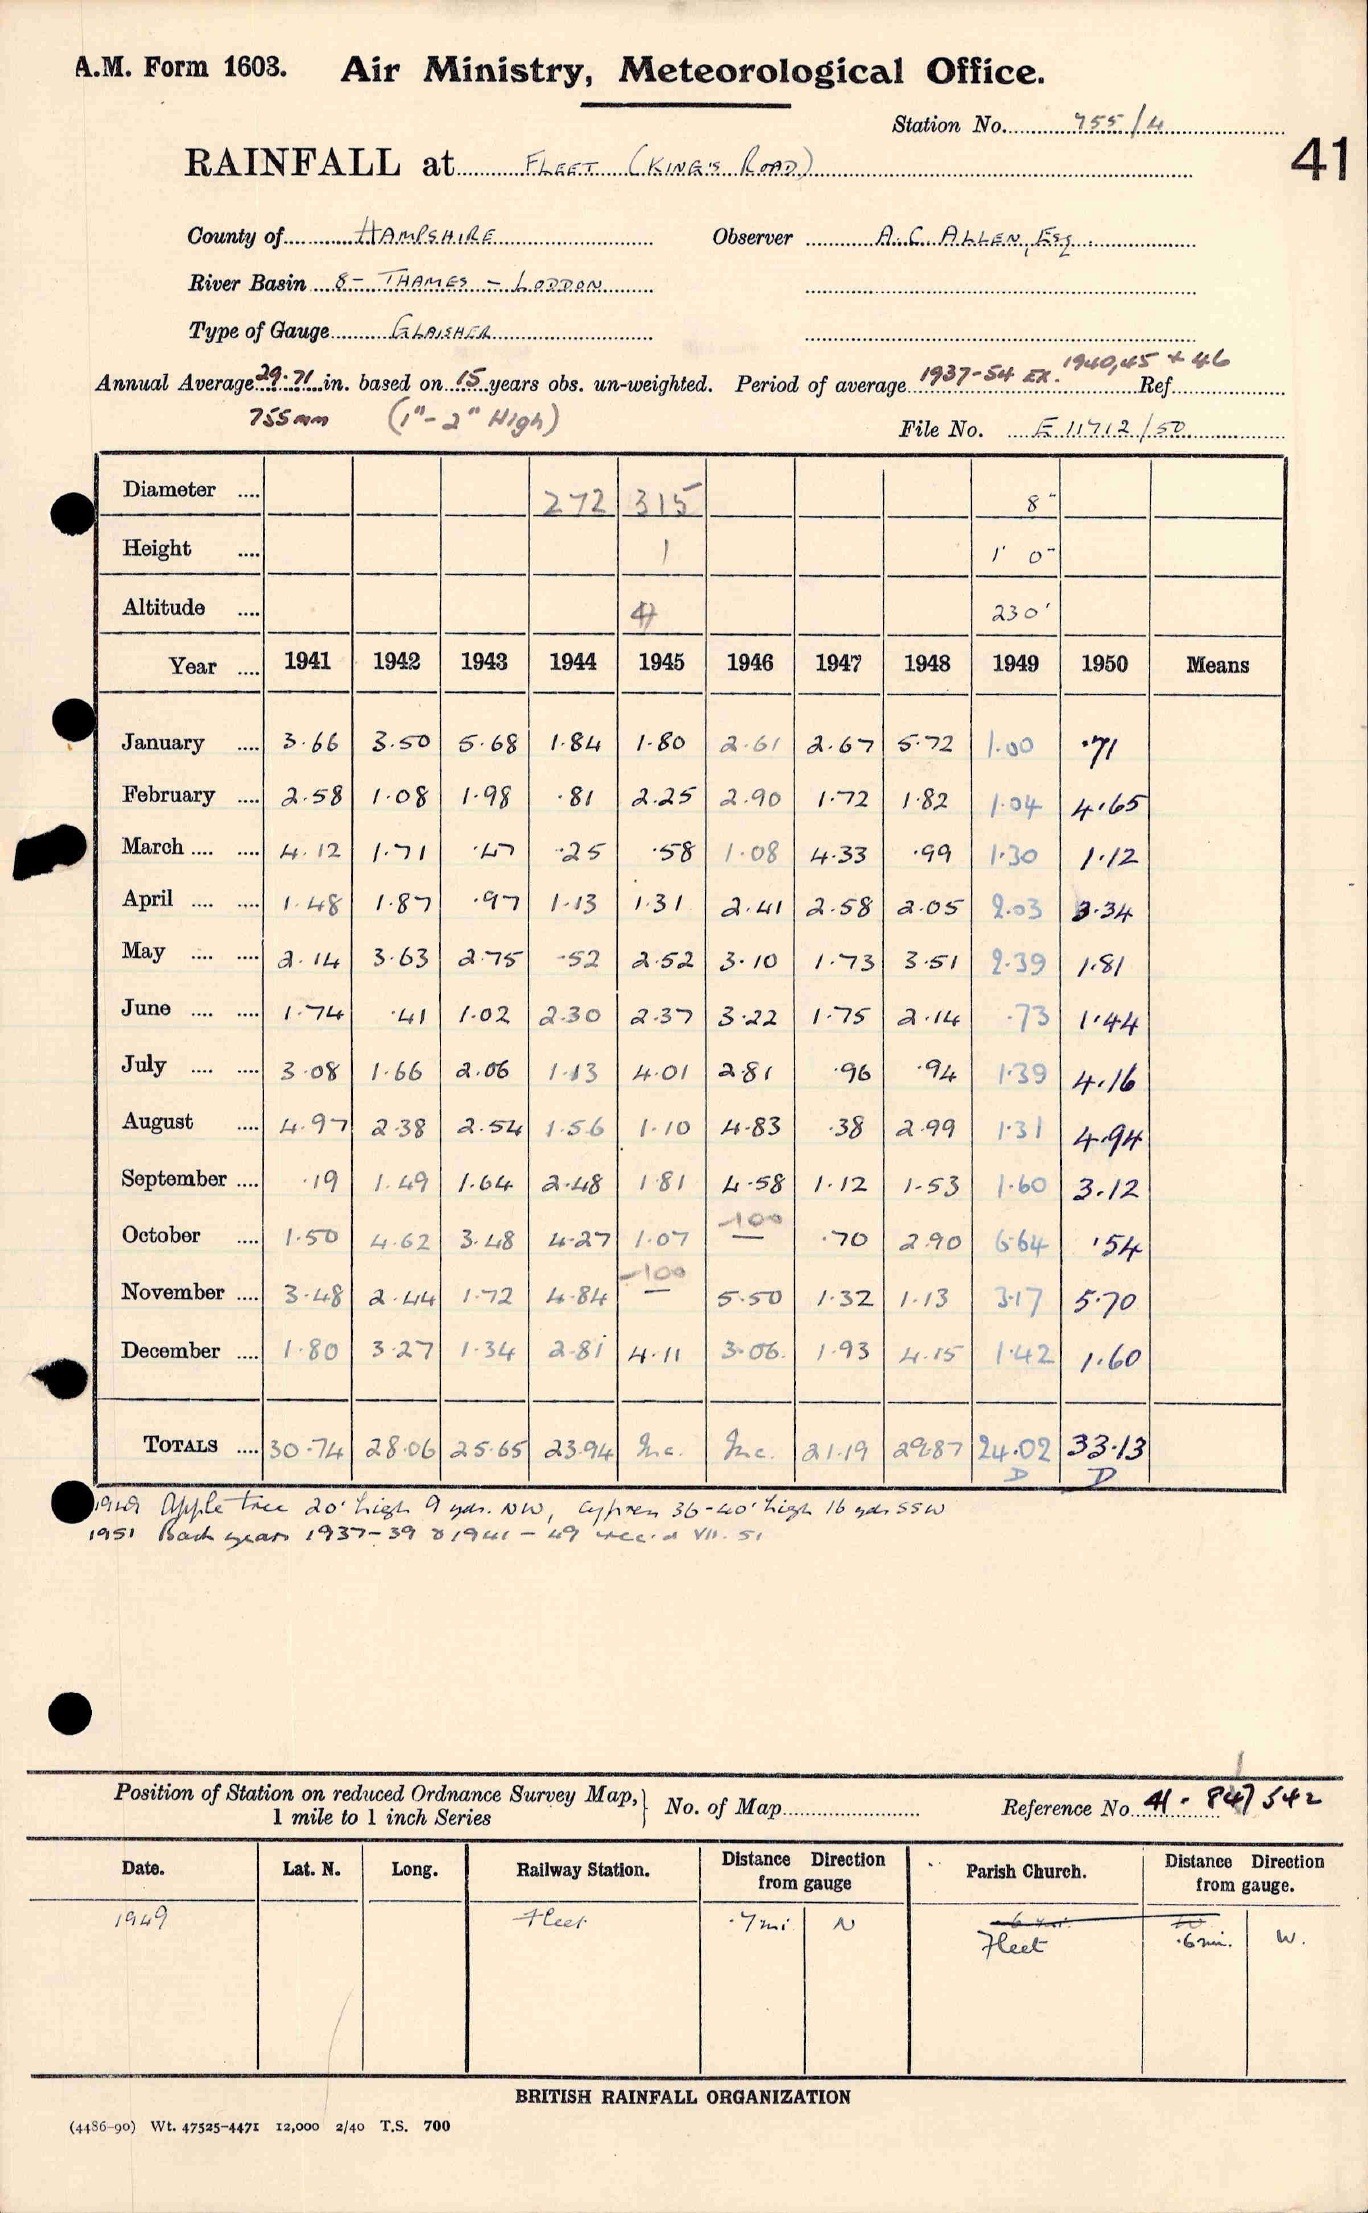 A.M. Form 1603. Air Ministry, Meteorological Office.
Station No. 755/4
41
RAINFALL at FLEET (KING'S ROAD)
County of HAMPSHIRE Observer A.C. ALLEN, ESQ.
River Basin 8 - THAMES - LODDON
Type of Gauge GLAISHER
Annual Average 29.71 in. based on 15 years obs. un-weighted. Period of average 1937-54 EX. 1940,45 + 46 Ref.
755mm (1"-2" High) File No. E 11712/50
Diameter .... 272 315 8"
Height .... 1 1' 0"
Altitude .... 230'
Year .... 1941 1942 1943 1944 1945 1946 1947 1948 1949 1950 Means
January .... 3.66 3.50 5.68 1.84 1.80 2.61 2.67 5.72 1.00 .71
February .... 2.58 1.08 1.98 .81 2.25 2.90 1.72 1.82 1.04 4.65
March .... .... 4.12 1.71 .47 .25 .58 1.08 4.33 .99 1.30 1.12
April .... .... 1.48 1.87 .97 1.13 1.31 2.41 2.58 2.05 2.03 3.34
May .... .... 2.14 3.63 2.75 .52 2.52 3.10 1.73 3.51 2.39 1.81
June .... .... 1.74 .41 1.02 2.30 2.37 3.22 1.75 2.14 .73 1.44
July .... .... 3.08 1.66 2.06 1.13 4.01 2.81 .96 .94 1.39 4.16
August .... 4.97 2.38 2.54 1.56 1.10 4.83 .38 2.99 1.31 4.94
September .... .19 1.49 1.64 2.48 1.81 4.58 1.12 1.53 1.60 3.12
October .... 1.50 4.62 3.48 4.27 1.07 -100 — .70 2.90 6.64 .54
November .... 3.48 2.44 1.72 4.84 -100 — 5.50 1.32 1.13 3.17 5.70
December .... 1.80 3.27 1.34 2.81 4.11 3.06 1.93 4.15 1.42 1.60
TOTALS .... 30.74 28.06 25.65 23.94 Inc. Inc. 21.19 29.87 24.02 33.13
D D
1949 Apple tree 20' high 9 yds. NW, cypress 36-40' high 16 yds SSW
1951 Back years 1937-39 & 1941-49 rec'd VII. 51
Position of Station on reduced Ordnance Survey Map, 1 mile to 1 inch Series } No. of Map Reference No. 41 - 847 542
Date. Lat. N. Long. Railway Station. Distance Direction from gauge Parish Church. Distance Direction from gauge.
1949 Fleet .7mi N Fleet .6mi. W.
BRITISH RAINFALL ORGANIZATION
(4486-90) Wt. 47525-4471 12,000 2/40 T.S. 700